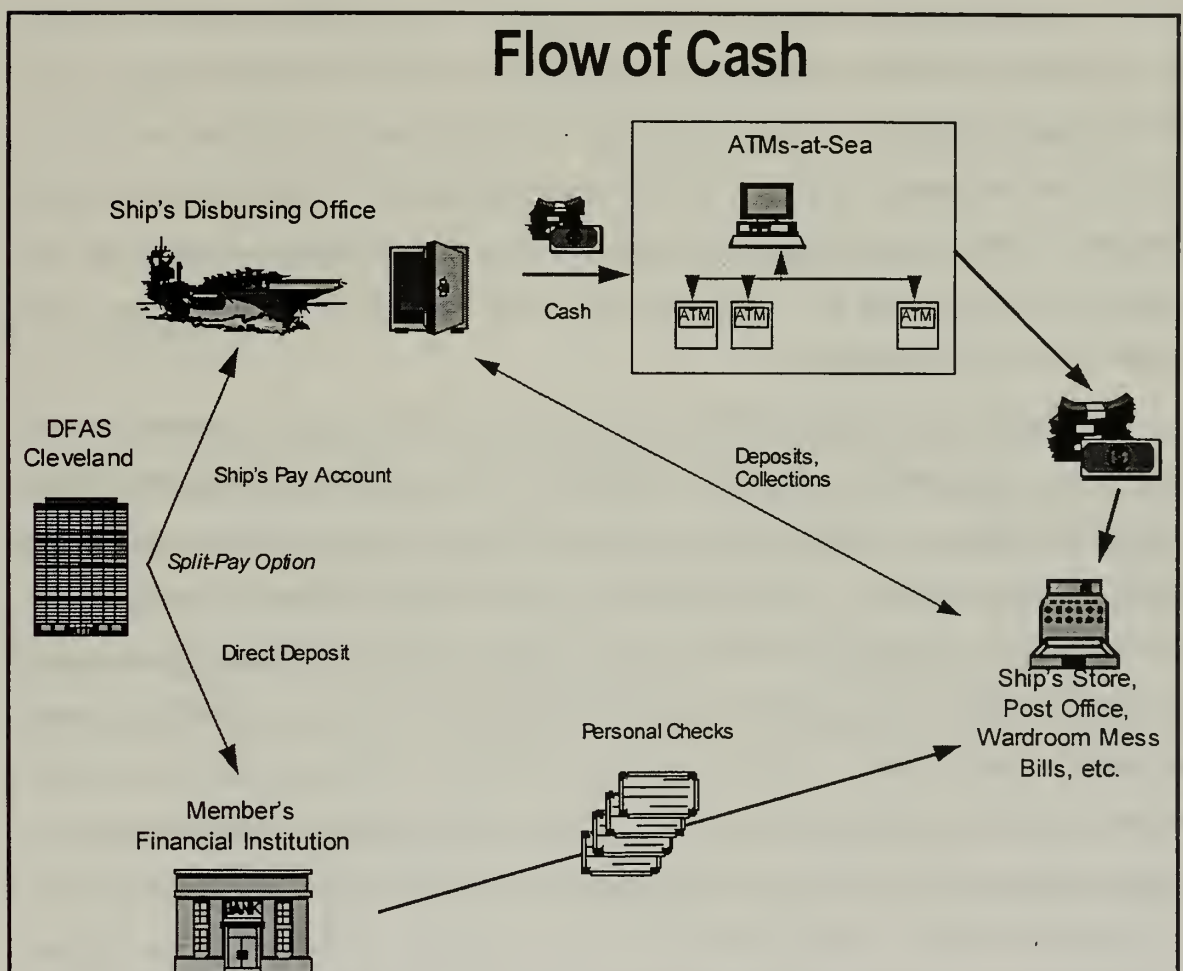 Flow of Cash
ATMs-at-Sea
Ship's Disbursing Office
Cash
ATM
ATM
ATM
DFAS
Cleveland
Ship's Pay Account
Deposits,
Collections
Split-Pay Option
Direct Deposit
Ship's Store,
Post Office,
Wardroom Mess
Bills, etc.
Personal Checks
Member's
Financial Institution
BANK